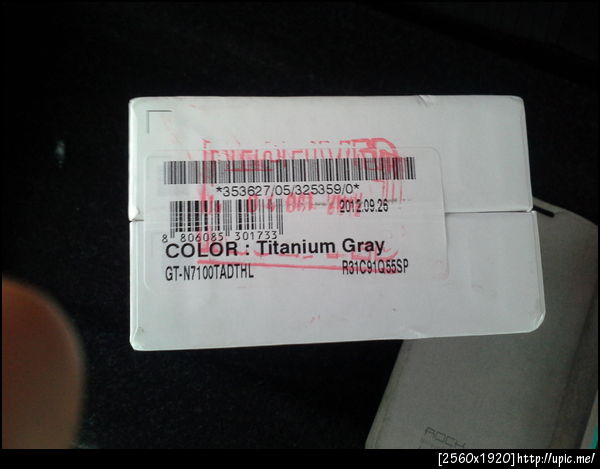 *353627/05/325359/0*
2012.09.26
8 806085 301733
COLOR : Titanium Gray
GT-N7100TADTHL R31C91Q55SP
ROCK
[2560x1920]http://upic.me/